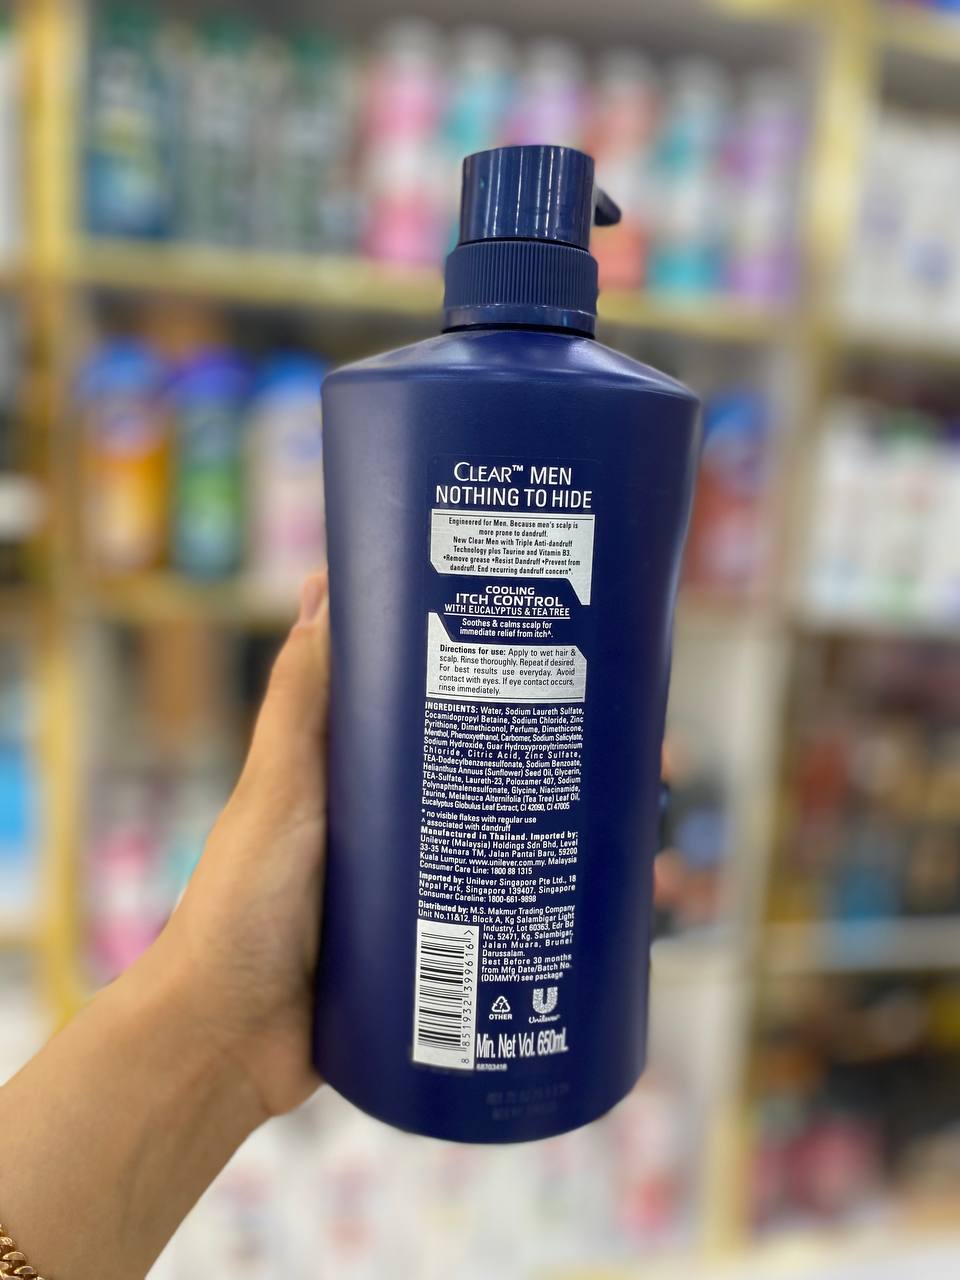 CLEAR™ MEN
NOTHING TO HIDE
Engineered for Men. Because men's scalp is
more prone to dandruff.
New Clear Men with Triple Anti-dandruff
Technology plus Taurine and Vitamin B3.
•Remove grease •Resist Dandruff •Prevent from
dandruff. End recurring dandruff concern*.
COOLING
ITCH CONTROL
WITH EUCALYPTUS & TEA TREE
Soothes & calms scalp for
immediate relief from itch^.
Directions for use: Apply to wet hair &
scalp. Rinse thoroughly. Repeat if desired.
For best results use everyday. Avoid
contact with eyes. If eye contact occurs,
rinse immediately.
INGREDIENTS: Water, Sodium Laureth Sulfate,
Cocamidopropyl Betaine, Sodium Chloride, Zinc
Pyrithione, Dimethiconol, Perfume, Dimethicone,
Menthol, Phenoxyethanol, Carbomer, Sodium Salicylate,
Sodium Hydroxide, Guar Hydroxypropyltrimonium
Chloride, Citric Acid, Zinc Sulfate,
TEA-Dodecylbenzenesulfonate, Sodium Benzoate,
Helianthus Annuus (Sunflower) Seed Oil, Glycerin,
TEA-Sulfate, Laureth-23, Poloxamer 407, Sodium
Polynaphthalenesulfonate, Glycine, Niacinamide,
Taurine, Melaleuca Alternifolia (Tea Tree) Leaf Oil,
Eucalyptus Globulus Leaf Extract, CI 42090, CI 47005
* no visible flakes with regular use
^ associated with dandruff
Manufactured in Thailand. Imported by:
Unilever (Malaysia) Holdings Sdn Bhd, Level
33-35 Menara TM, Jalan Pantai Baru, 59200
Kuala Lumpur. www.unilever.com.my. Malaysia
Consumer Care Line: 1800 88 1315
Imported by: Unilever Singapore Pte Ltd., 18
Nepal Park, Singapore 139407. Singapore
Consumer Careline: 1800-661-9898
Distributed by: M.S. Makmur Trading Company
Unit No.11&12, Block A, Kg Salambigar Light
Industry, Lot 60363, Edr Bd
No. 52471, Kg. Salambigar,
Jalan Muara, Brunei
Darussalam.
Best Before 30 months
from Mfg Date/Batch No.
(DDMMYY) see package
8 851932 399616 >
7
OTHER
Unilever
Min. Net Vol. 650mL
68703416